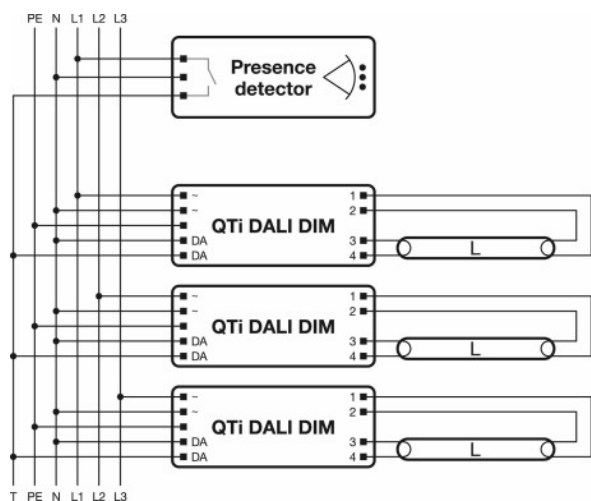 PE N L1 L2 L3
Presence
detector
~ 1
~ QTi DALI DIM 2
DA 3 L
DA 4
~ 1
~ QTi DALI DIM 2
DA 3 L
DA 4
~ 1
~ QTi DALI DIM 2
DA 3 L
DA 4
T PE N L1 L2 L3